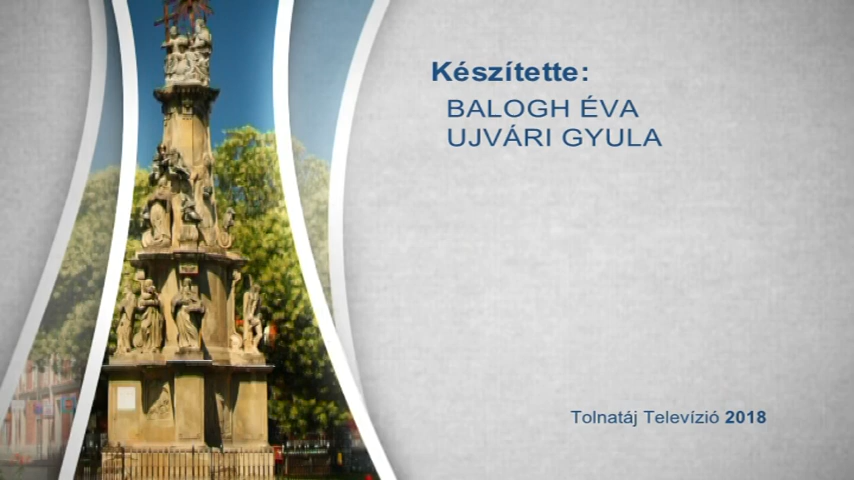 Készítette:
BALOGH ÉVA
UJVÁRI GYULA
Tolnatáj Televízió 2018